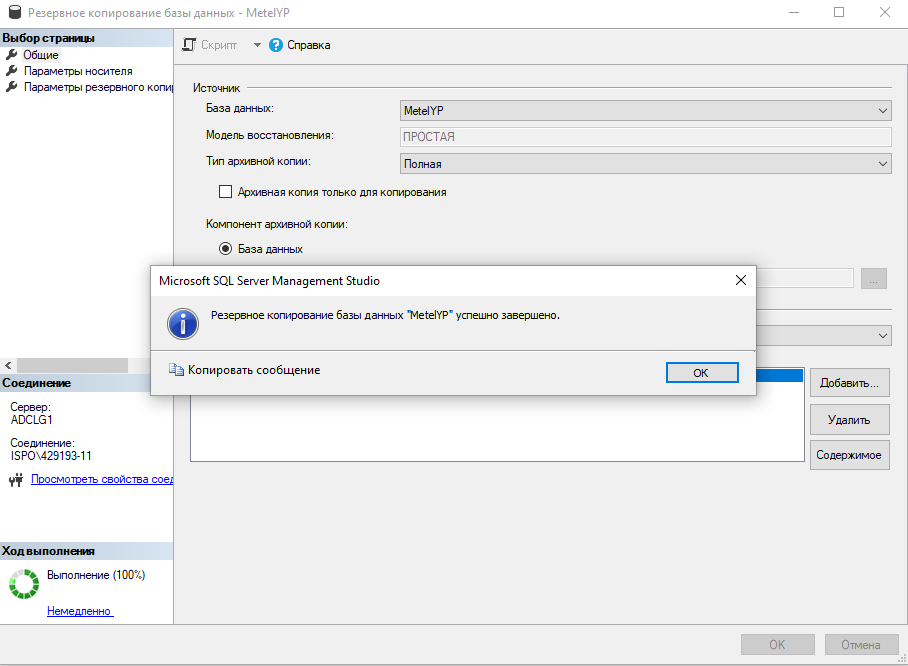 Резервное копирование базы данных - MetelYP
Выбор страницы
Общие
Параметры носителя
Параметры резервного копи
Скрипт
Справка
Источник
База данных:
MetelYP
Модель восстановления:
ПРОСТАЯ
Тип архивной копии:
Полная
Архивная копия только для копирования
Компонент архивной копии:
База данных
...
Microsoft SQL Server Management Studio
Резервное копирование базы данных "MetelYP" успешно завершено.
Копировать сообщение
ОК
Добавить...
Удалить
Содержимое
Соединение
Сервер:
ADCLG1
Соединение:
ISPO\429193-11
Просмотреть свойства соед
Ход выполнения
Выполнение (100%)
Немедленно
ОК
Отмена